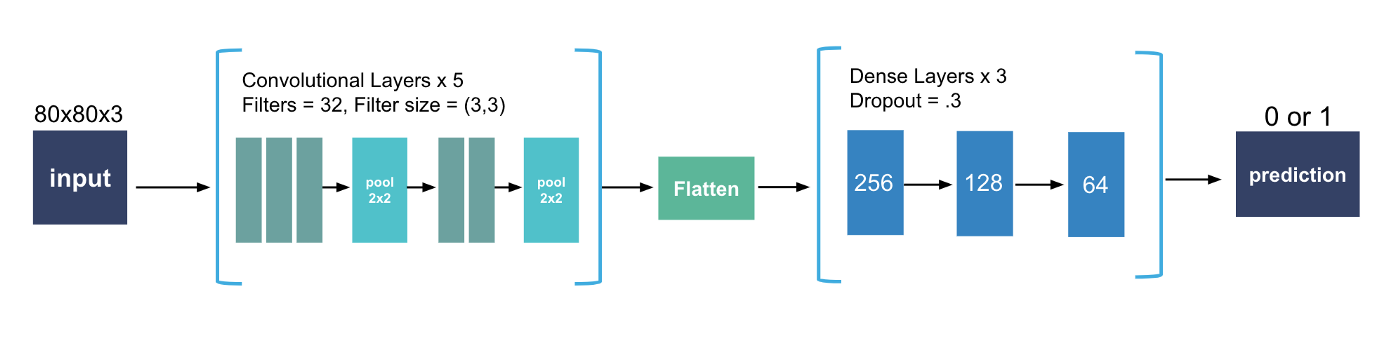 80x80x3
input
Convolutional Layers x 5
Filters = 32, Filter size = (3,3)
pool
2x2
pool
2x2
Flatten
Dense Layers x 3
Dropout = .3
256
128
64
0 or 1
prediction